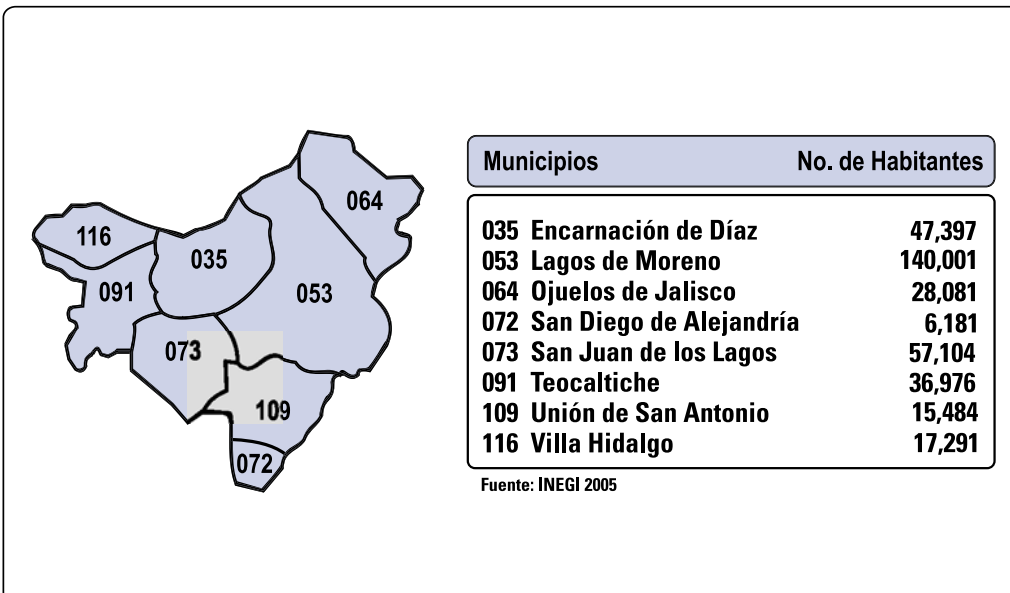 Municipios No. de Habitantes
064
116
035
091
053
073
109
072
035 Encarnación de Díaz 47,397
053 Lagos de Moreno 140,001
064 Ojuelos de Jalisco 28,081
072 San Diego de Alejandría 6,181
073 San Juan de los Lagos 57,104
091 Teocaltiche 36,976
109 Unión de San Antonio 15,484
116 Villa Hidalgo 17,291
Fuente: INEGI 2005